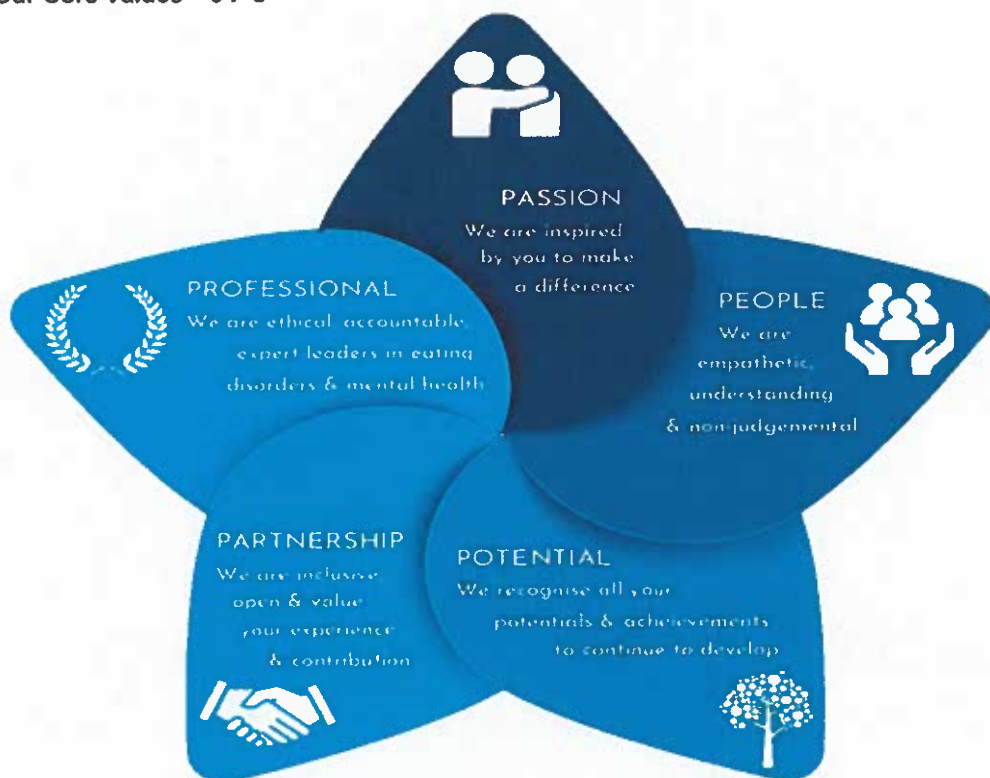 PASSION
We are inspired
by you to make
a difference
PEOPLE
We are
empathetic,
understanding
& non-judgemental
POTENTIAL
We recognise all your
potentials & acheievements
to continue to develop
PARTNERSHIP
We are inclusive,
open & value
your experience
& contribution
PROFESSIONAL
We are ethical, accountable,
expert leaders in eating
disorders & mental health